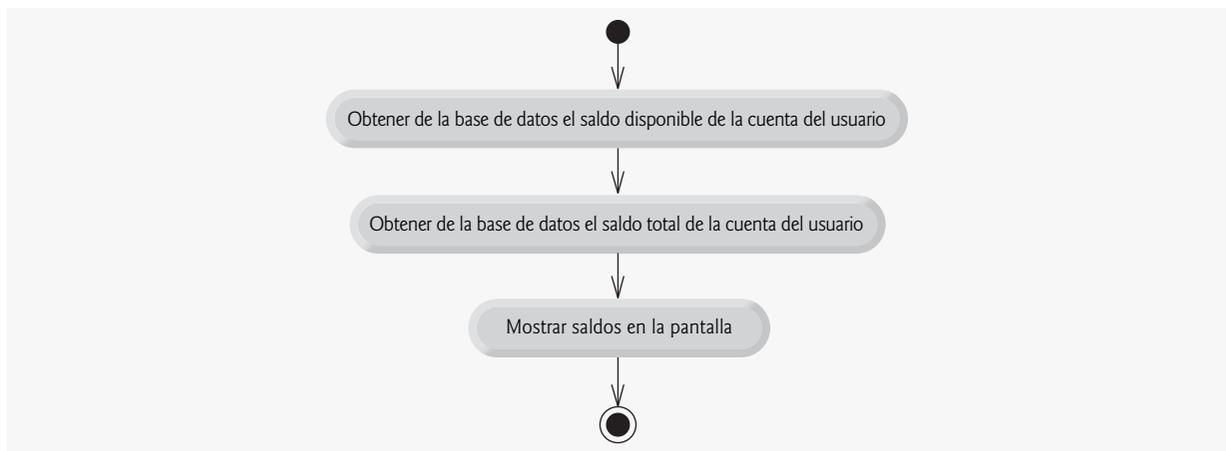 Obtener de la base de datos el saldo disponible de la cuenta del usuario
Obtener de la base de datos el saldo total de la cuenta del usuario
Mostrar saldos en la pantalla